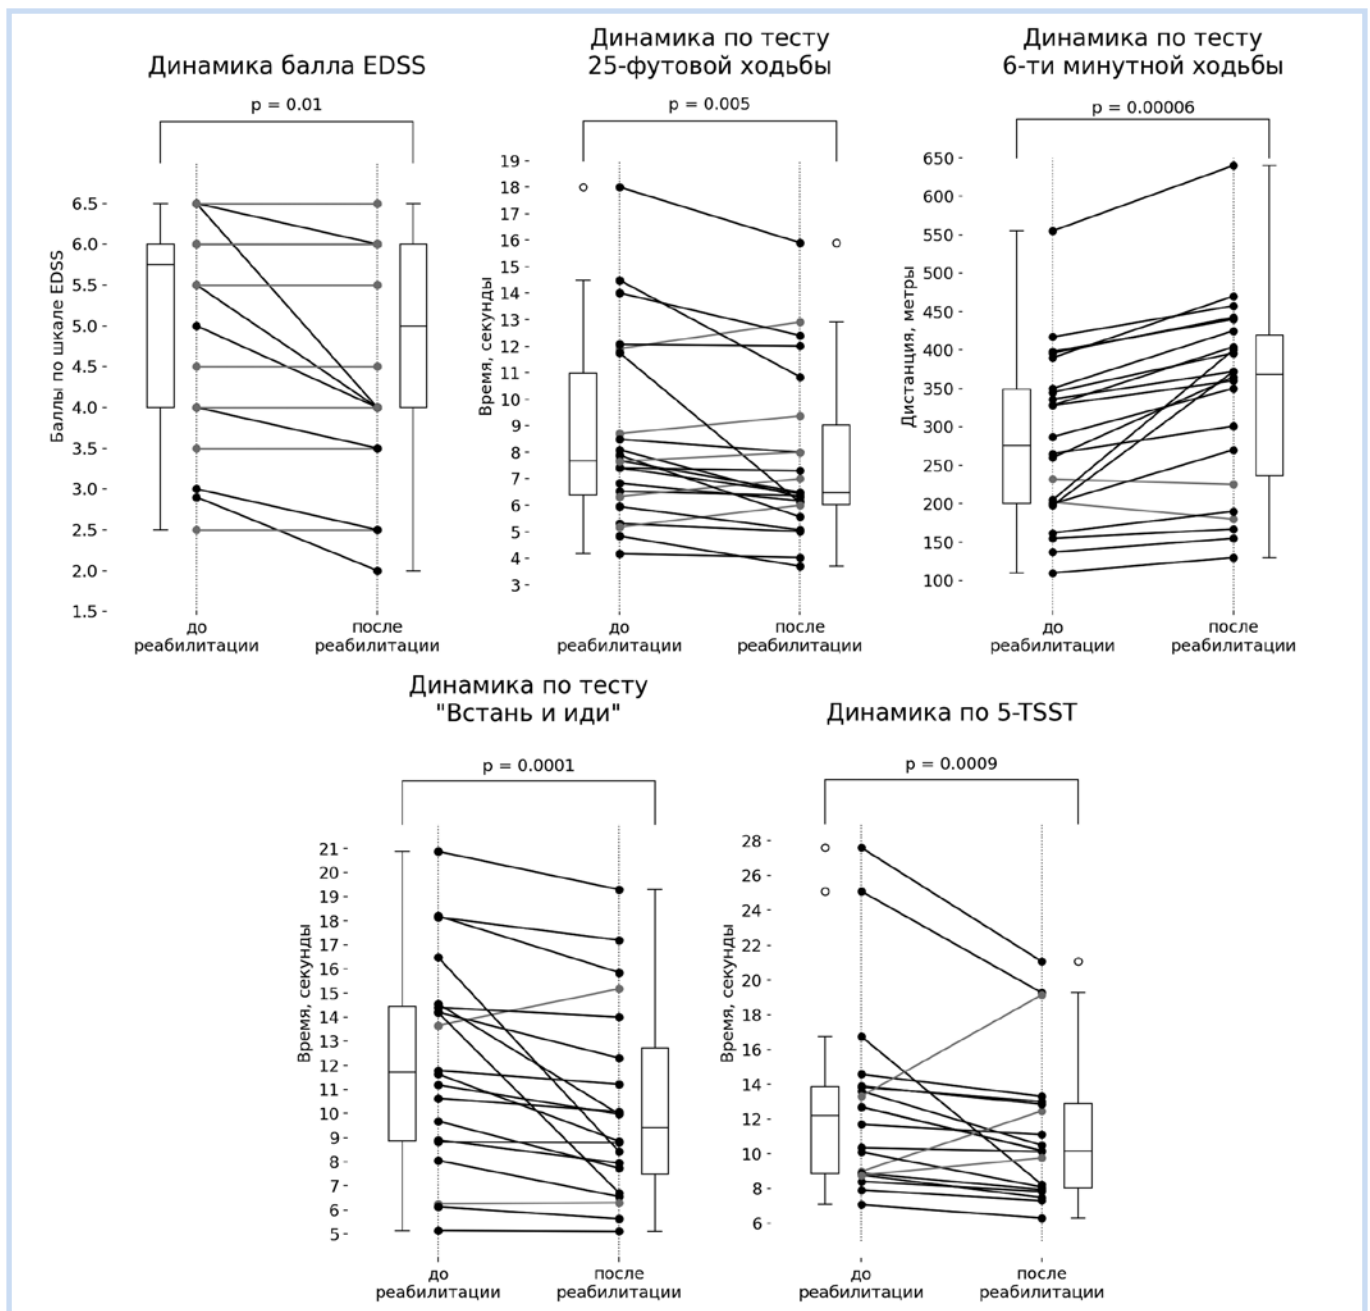 Динамика балла EDSS
p = 0.01
Баллы по шкале EDSS
6.5
6.0
5.5
5.0
4.5
4.0
3.5
3.0
2.5
2.0
1.5
до
реабилитации
после
реабилитации
Динамика по тесту
25-футовой ходьбы
p = 0.005
Время, секунды
19
18
17
16
15
14
13
12
11
10
9
8
7
6
5
4
3
до
реабилитации
после
реабилитации
Динамика по тесту
6-ти минутной ходьбы
p = 0.00006
Дистанция, метры
650
600
550
500
450
400
350
300
250
200
150
100
до
реабилитации
после
реабилитации
Динамика по тесту
"Встань и иди"
p = 0.0001
Время, секунды
21
20
19
18
17
16
15
14
13
12
11
10
9
8
7
6
5
до
реабилитации
после
реабилитации
Динамика по 5-TSST
p = 0.0009
Время, секунды
28
26
24
22
20
18
16
14
12
10
8
6
до
реабилитации
после
реабилитации